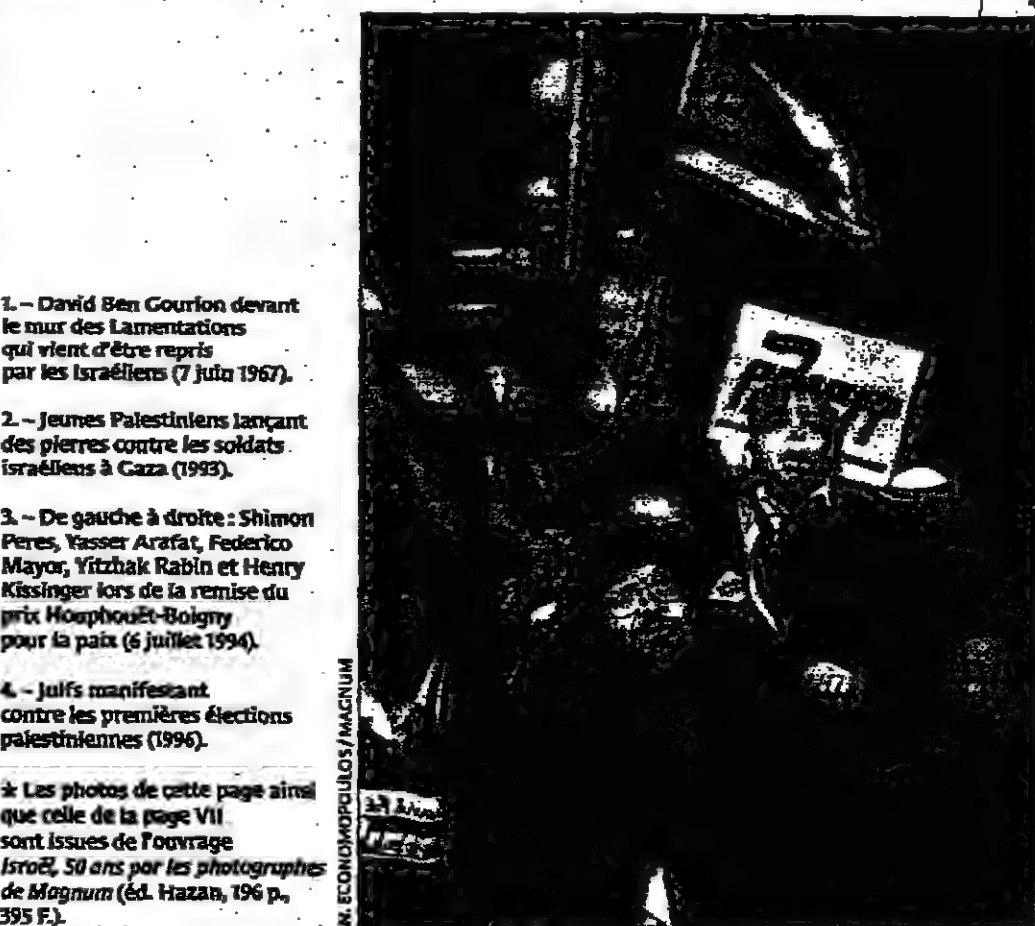 1. – David Ben Gourion devant
le mur des Lamentations
qui vient d'être repris
par les Israéliens (7 juin 1967).
2. – Jeunes Palestiniens lançant
des pierres contre les soldats
israéliens à Gaza (1993).
3. – De gauche à droite : Shimon
Peres, Yasser Arafat, Federico
Mayor, Yitzhak Rabin et Henry
Kissinger lors de la remise du
prix Houphouët-Boigny
pour la paix (6 juillet 1994).
4. – Juifs manifestant
contre les premières élections
palestiniennes (1996).
★ Les photos de cette page ainsi
que celle de la page VII
sont issues de l'ouvrage
Israël, 50 ans par les photographes
de Magnum (éd. Hazan, 196 p.,
395 F.).
N. ECONOMOPOULOS / MAGNUM